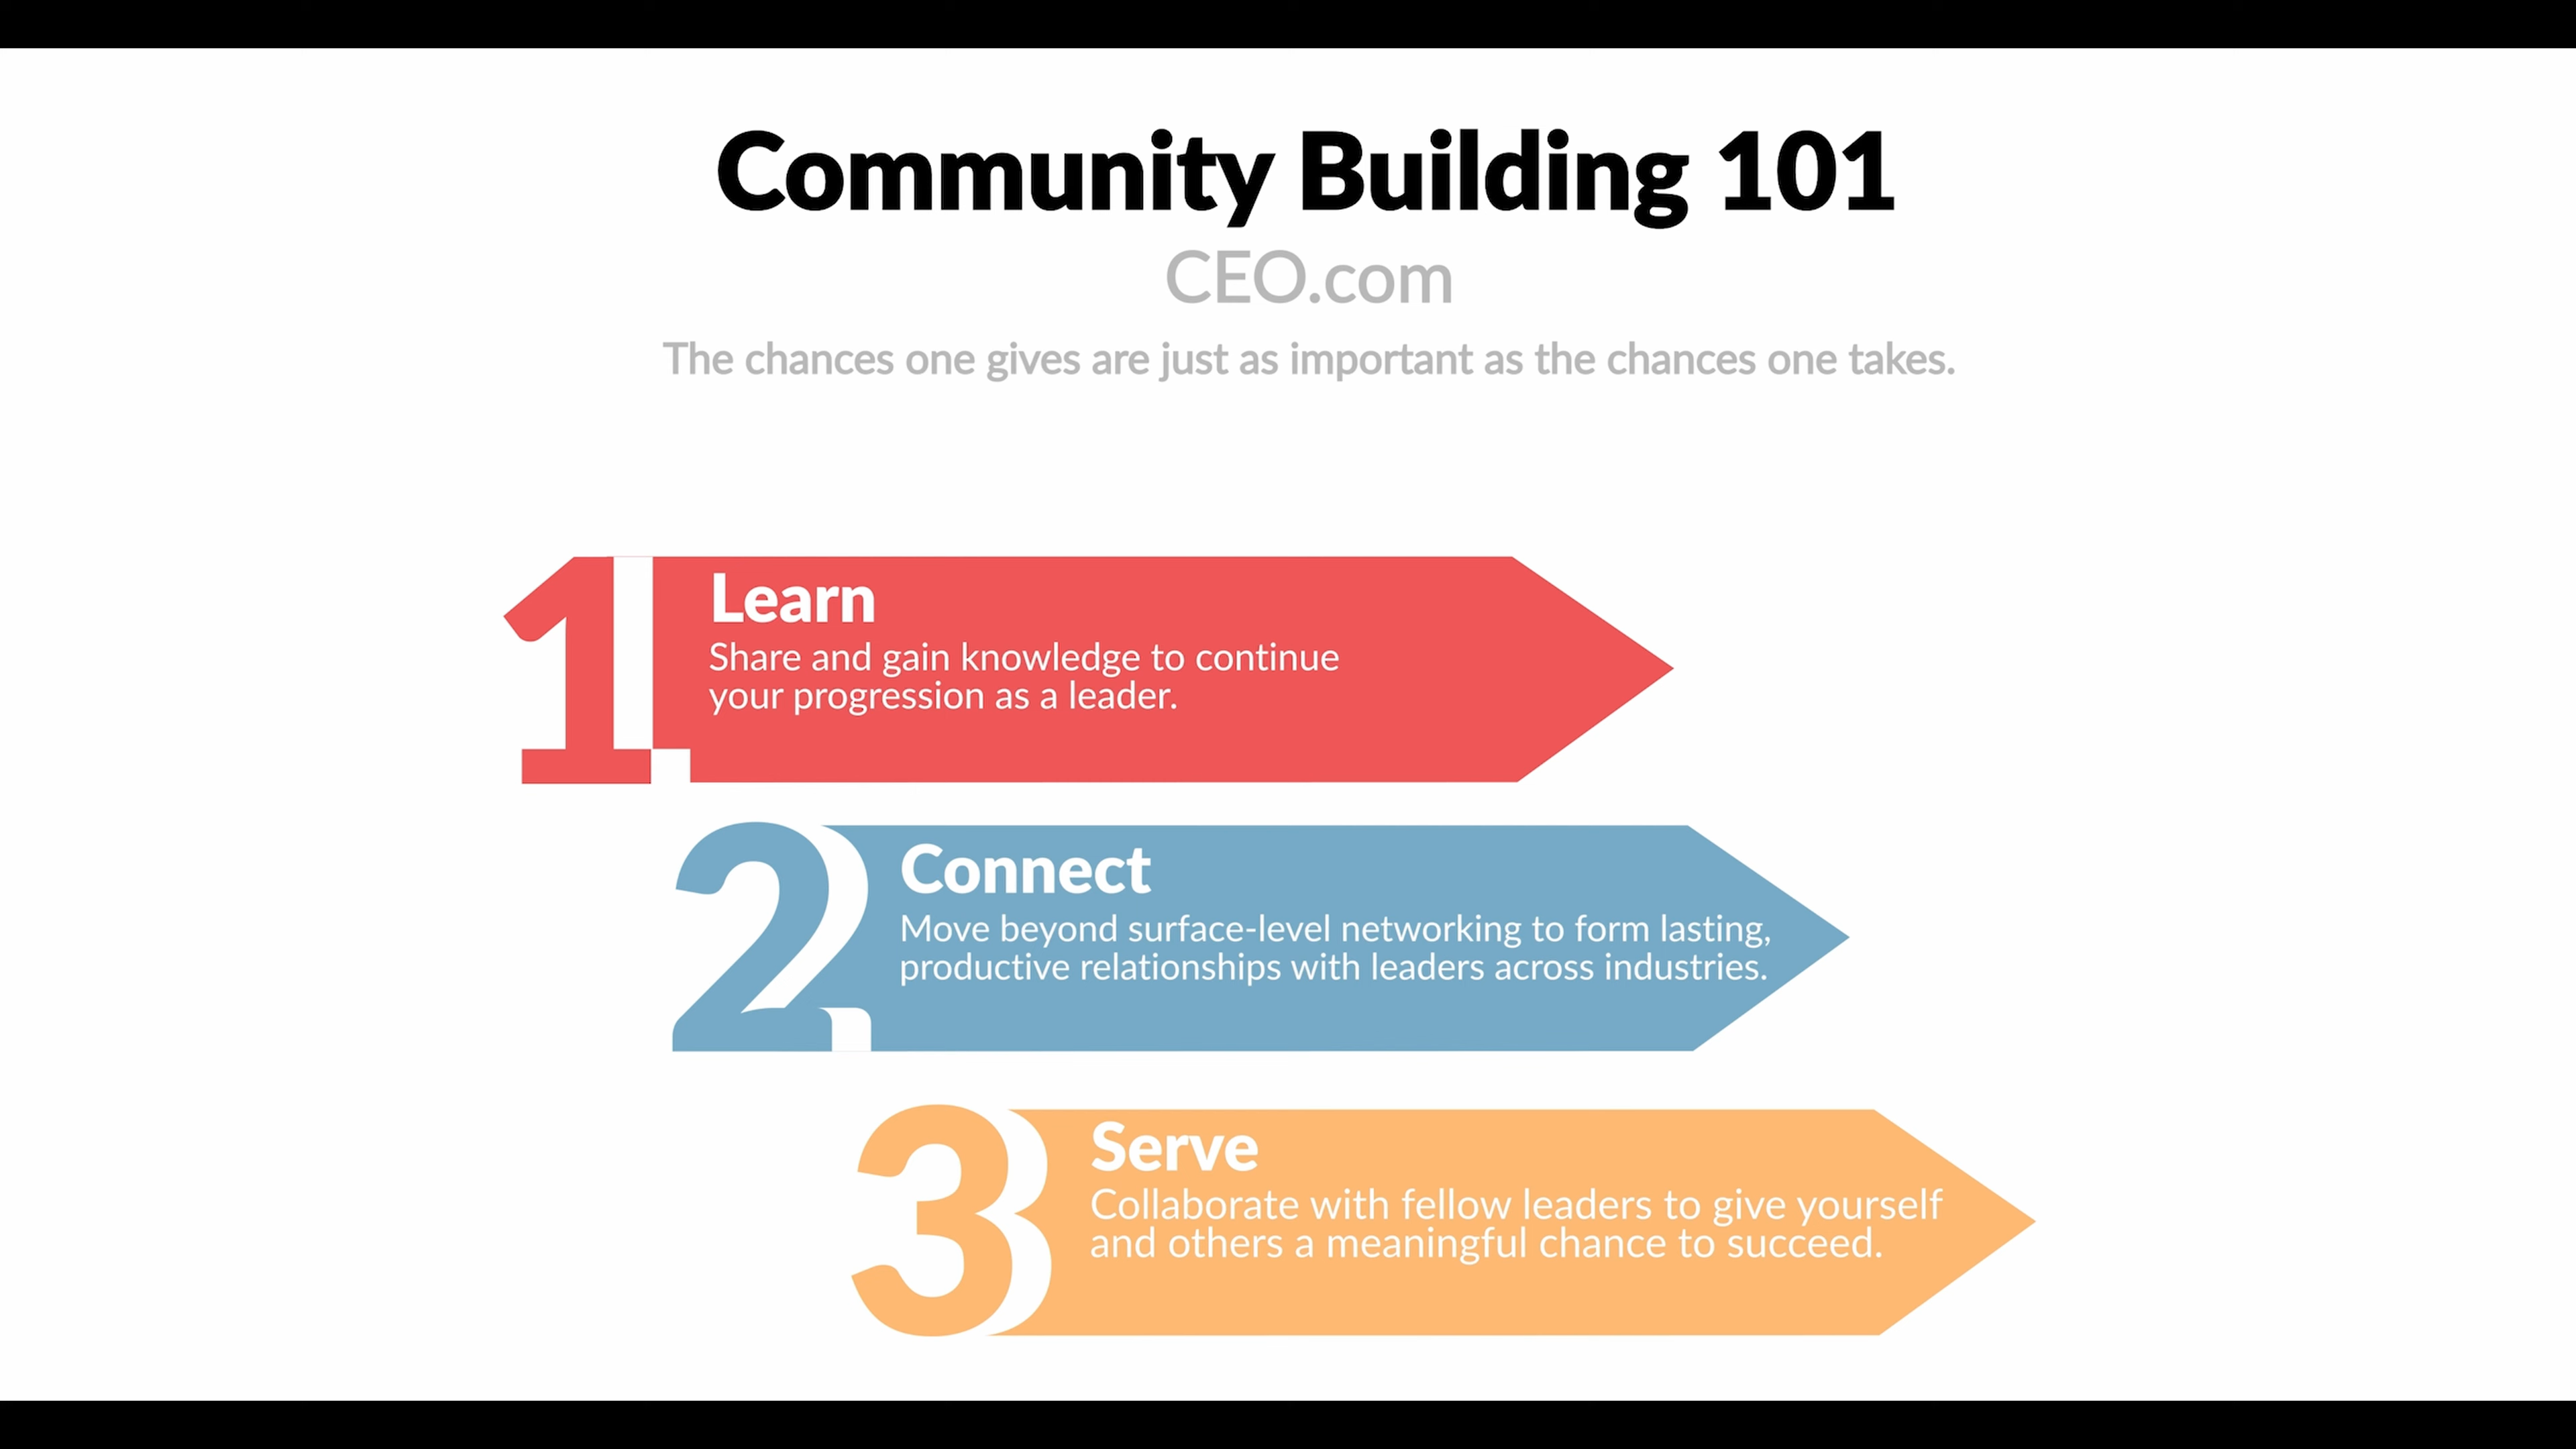 Community Building 101
CEO.com
The chances one gives are just as important as the chances one takes.
1
Learn
Share and gain knowledge to continue
your progression as a leader.
2
Connect
Move beyond surface-level networking to form lasting,
productive relationships with leaders across industries.
3
Serve
Collaborate with fellow leaders to give yourself
and others a meaningful chance to succeed.